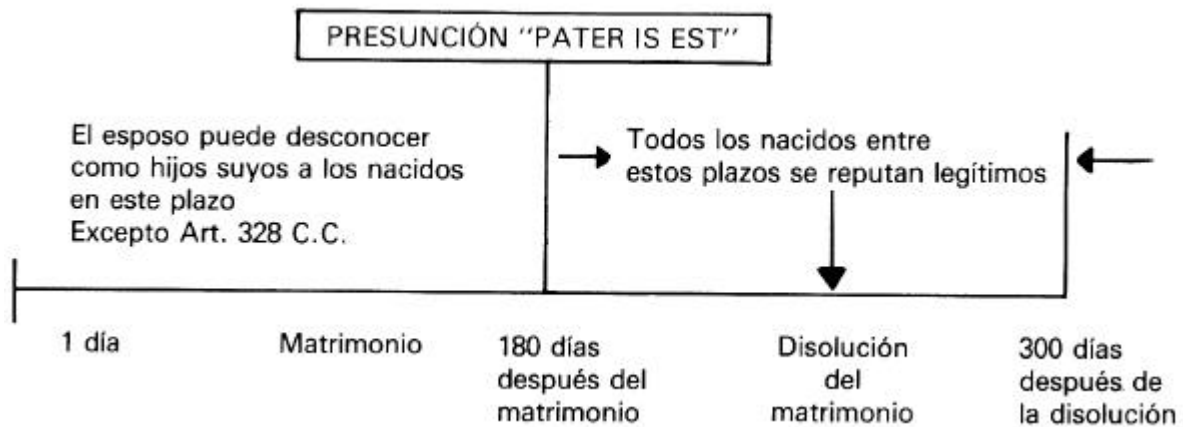 PRESUNCIÓN "PATER IS EST"
El esposo puede desconocer
como hijos suyos a los nacidos
en este plazo
Excepto Art. 328 C.C.
Todos los nacidos entre
estos plazos se reputan legítimos
1 día
Matrimonio
180 días
después del
matrimonio
Disolución
del
matrimonio
300 días
después de
la disolución